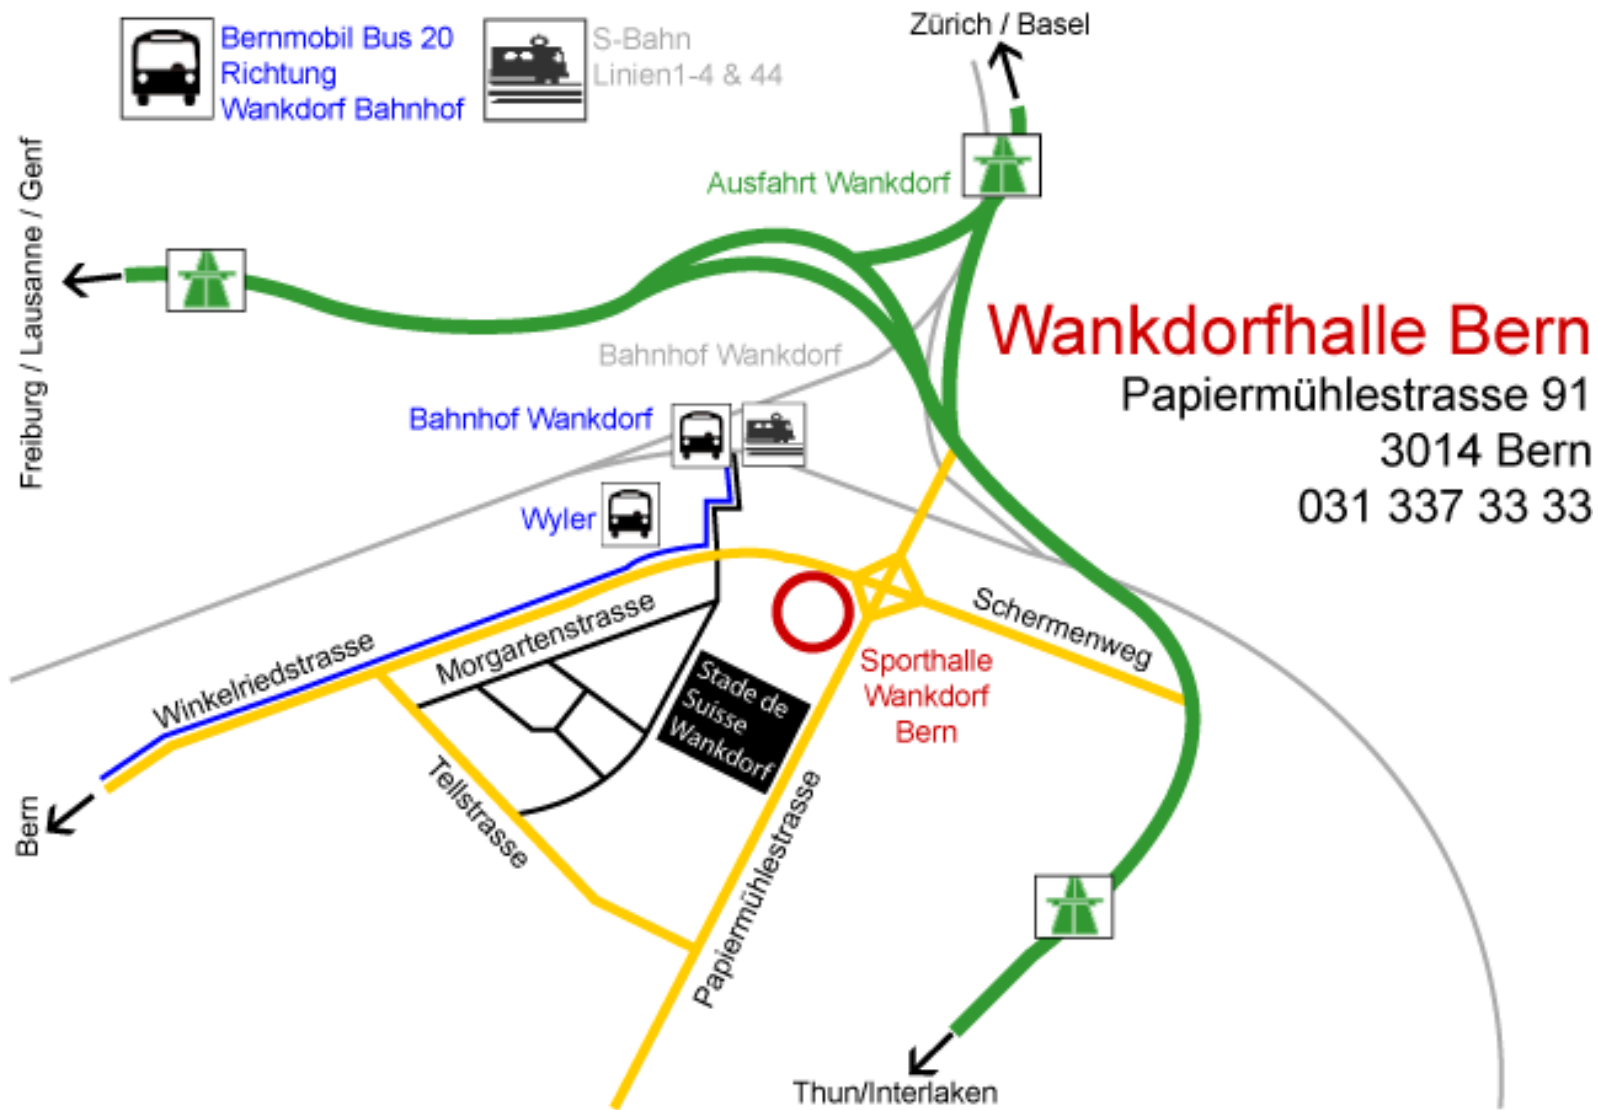 Zürich / Basel
Bernmobil Bus 20
Richtung
Wankdorf Bahnhof
S-Bahn
Linien1-4 & 44
Freiburg / Lausanne / Genf
Ausfahrt Wankdorf
Wankdorfhalle Bern
Papiermühlestrasse 91
3014 Bern
031 337 33 33
Bahnhof Wankdorf
Bahnhof Wankdorf
Wyler
Schermenweg
Morgartenstrasse
Winkelriedstrasse
Stade de
Suisse
Wankdorf
Sporthalle
Wankdorf
Bern
Tellstrasse
Papiermühlestrasse
Bern
Thun/Interlaken